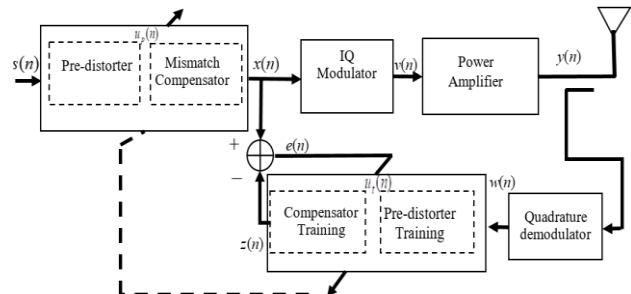 s(n)
u_p(n)
Pre-distorter
Mismatch
Compensator
x(n)
IQ
Modulator
v(n)
Power
Amplifier
y(n)
+
e(n)
−
u_t(n)
w(n)
Compensator
Training
Pre-distorter
Training
z(n)
Quadrature
demodulator